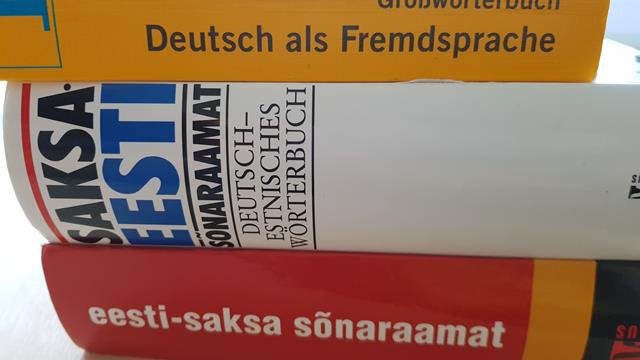 Großwörterbuch
Deutsch als Fremdsprache
SAKSA-
EESTI
SÕNARAAMAT
DEUTSCH–
ESTNISCHES
WÖRTERBUCH
eesti-saksa sõnaraamat